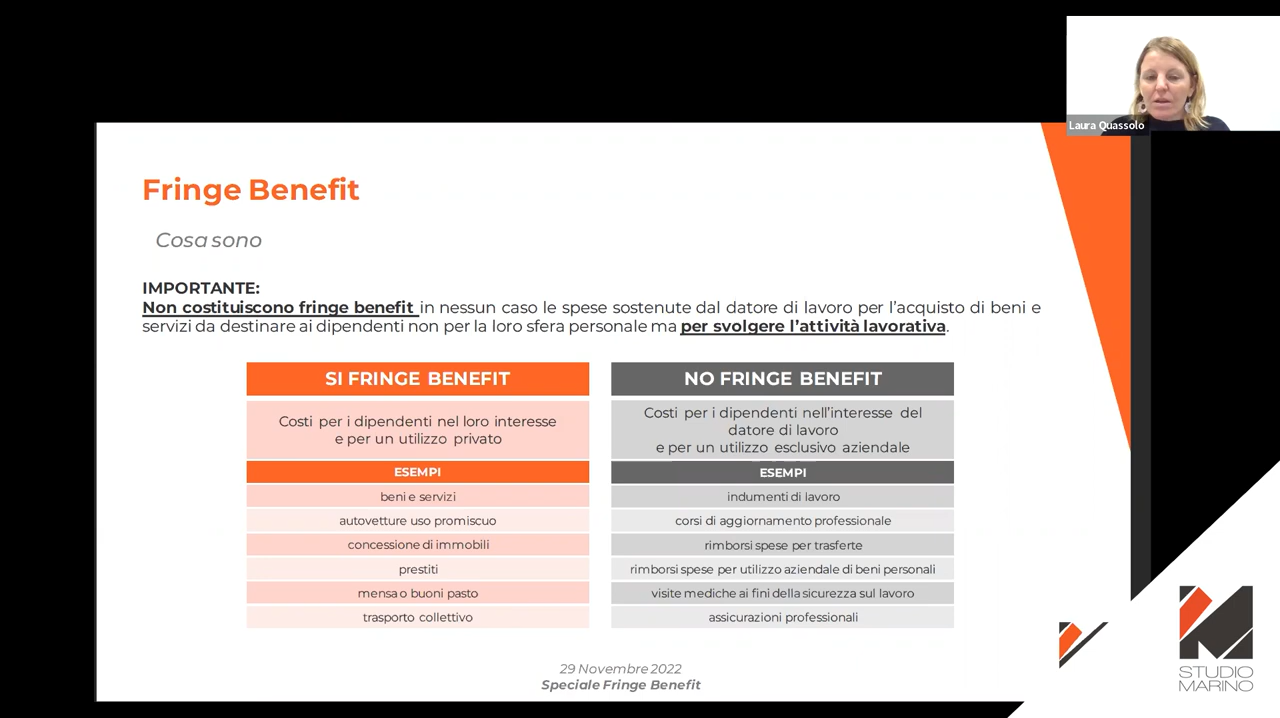 Laura Quassolo
Fringe Benefit
Cosa sono
IMPORTANTE:
Non costituiscono fringe benefit in nessun caso le spese sostenute dal datore di lavoro per l'acquisto di beni e
servizi da destinare ai dipendenti non per la loro sfera personale ma per svolgere l'attività lavorativa.
SI FRINGE BENEFIT
Costi per i dipendenti nel loro interesse
e per un utilizzo privato
ESEMPI
beni e servizi
autovetture uso promiscuo
concessione di immobili
prestiti
mensa o buoni pasto
trasporto collettivo
NO FRINGE BENEFIT
Costi per i dipendenti nell'interesse del
datore di lavoro
e per un utilizzo esclusivo aziendale
ESEMPI
indumenti di lavoro
corsi di aggiornamento professionale
rimborsi spese per trasferte
rimborsi spese per utilizzo aziendale di beni personali
visite mediche ai fini della sicurezza sul lavoro
assicurazioni professionali
29 Novembre 2022
Speciale Fringe Benefit
STUDIO
MARINO